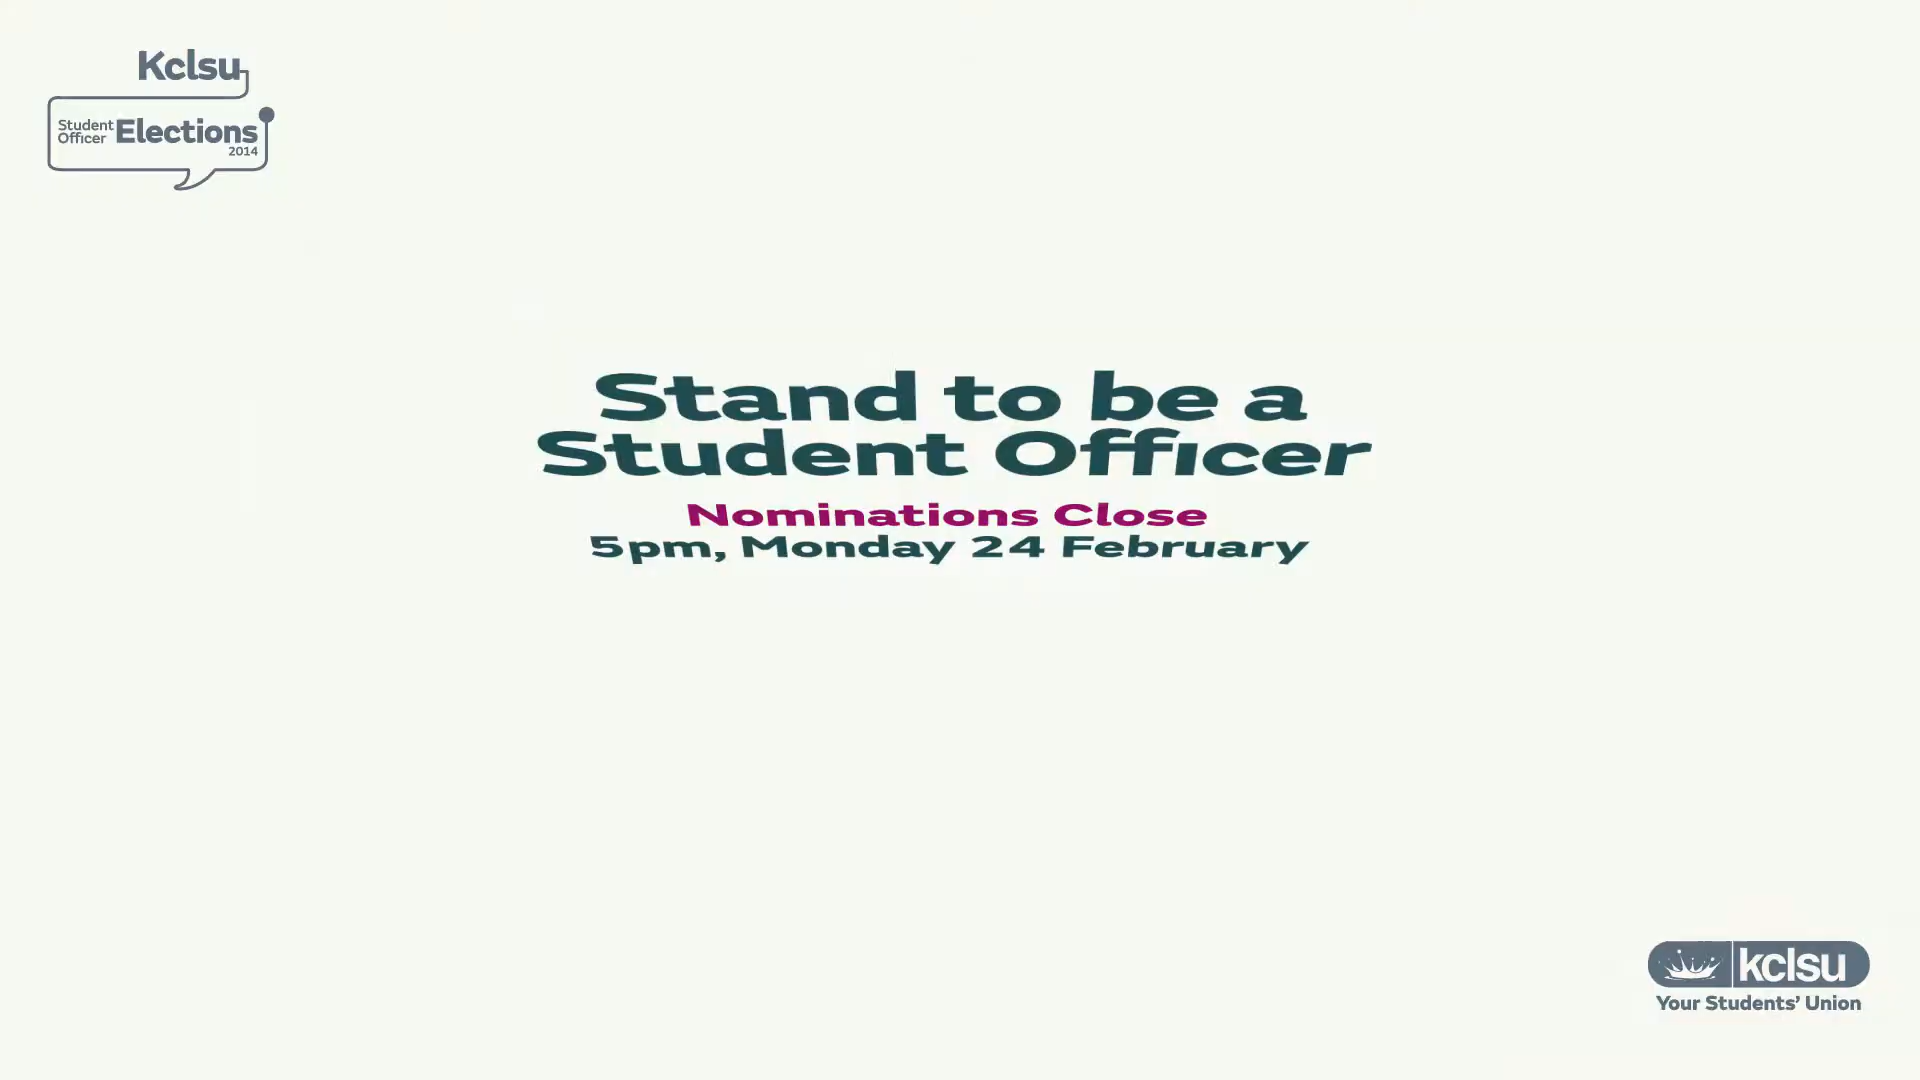 Kclsu
Student Officer Elections
2014
Stand to be a
Student Officer
Nominations Close
5pm, Monday 24 February
kclsu
Your Students' Union